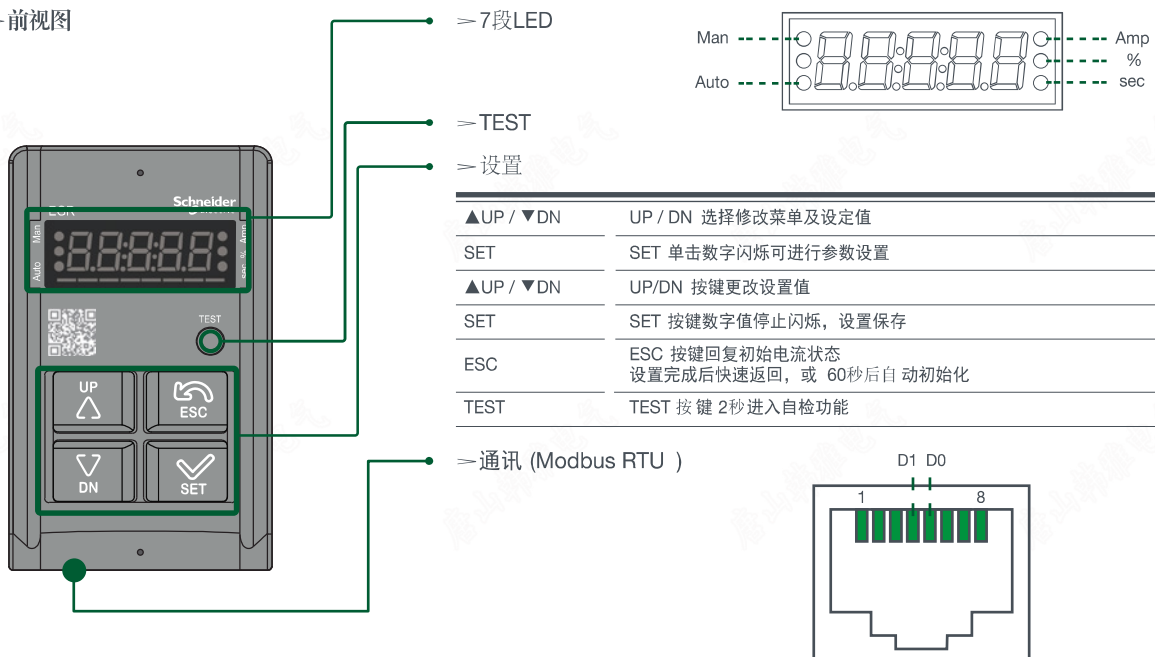 前视图
>7段LED
Man
Auto
Amp
%
sec
>TEST
>设置
Schneider
Man
Auto
Amp
%
sec
TEST
UP
ESC
DN
SET
▲UP / ▼DN UP / DN 选择修改菜单及设定值
SET SET 单击数字闪烁可进行参数设置
▲UP / ▼DN UP/DN 按键更改设置值
SET SET 按键数字值停止闪烁，设置保存
ESC ESC 按键回复初始电流状态
设置完成后快速返回，或 60秒后自动初始化
TEST TEST 按键 2秒进入自检功能
>通讯 (Modbus RTU )
D1 D0
1 8